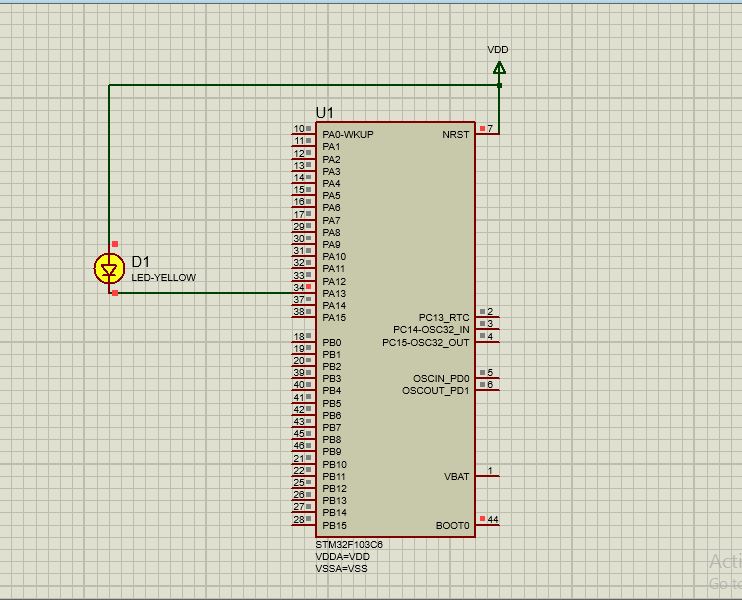 VDD
U1
10 PA0-WKUP NRST 7
11 PA1
12 PA2
13 PA3
14 PA4
15 PA5
16 PA6
17 PA7
29 PA8
30 PA9
31 PA10
32 PA11
33 PA12
34 PA13
37 PA14
38 PA15
D1
LED-YELLOW
PC13_RTC 2
PC14-OSC32_IN 3
PC15-OSC32_OUT 4
18 PB0
19 PB1
20 PB2
39 PB3
40 PB4
41 PB5
42 PB6
43 PB7
45 PB8
46 PB9
21 PB10
22 PB11
25 PB12
26 PB13
27 PB14
28 PB15
OSCIN_PD0 5
OSCOUT_PD1 6
VBAT 1
BOOT0 44
STM32F103C6
VDDA=VDD
VSSA=VSS
Go to